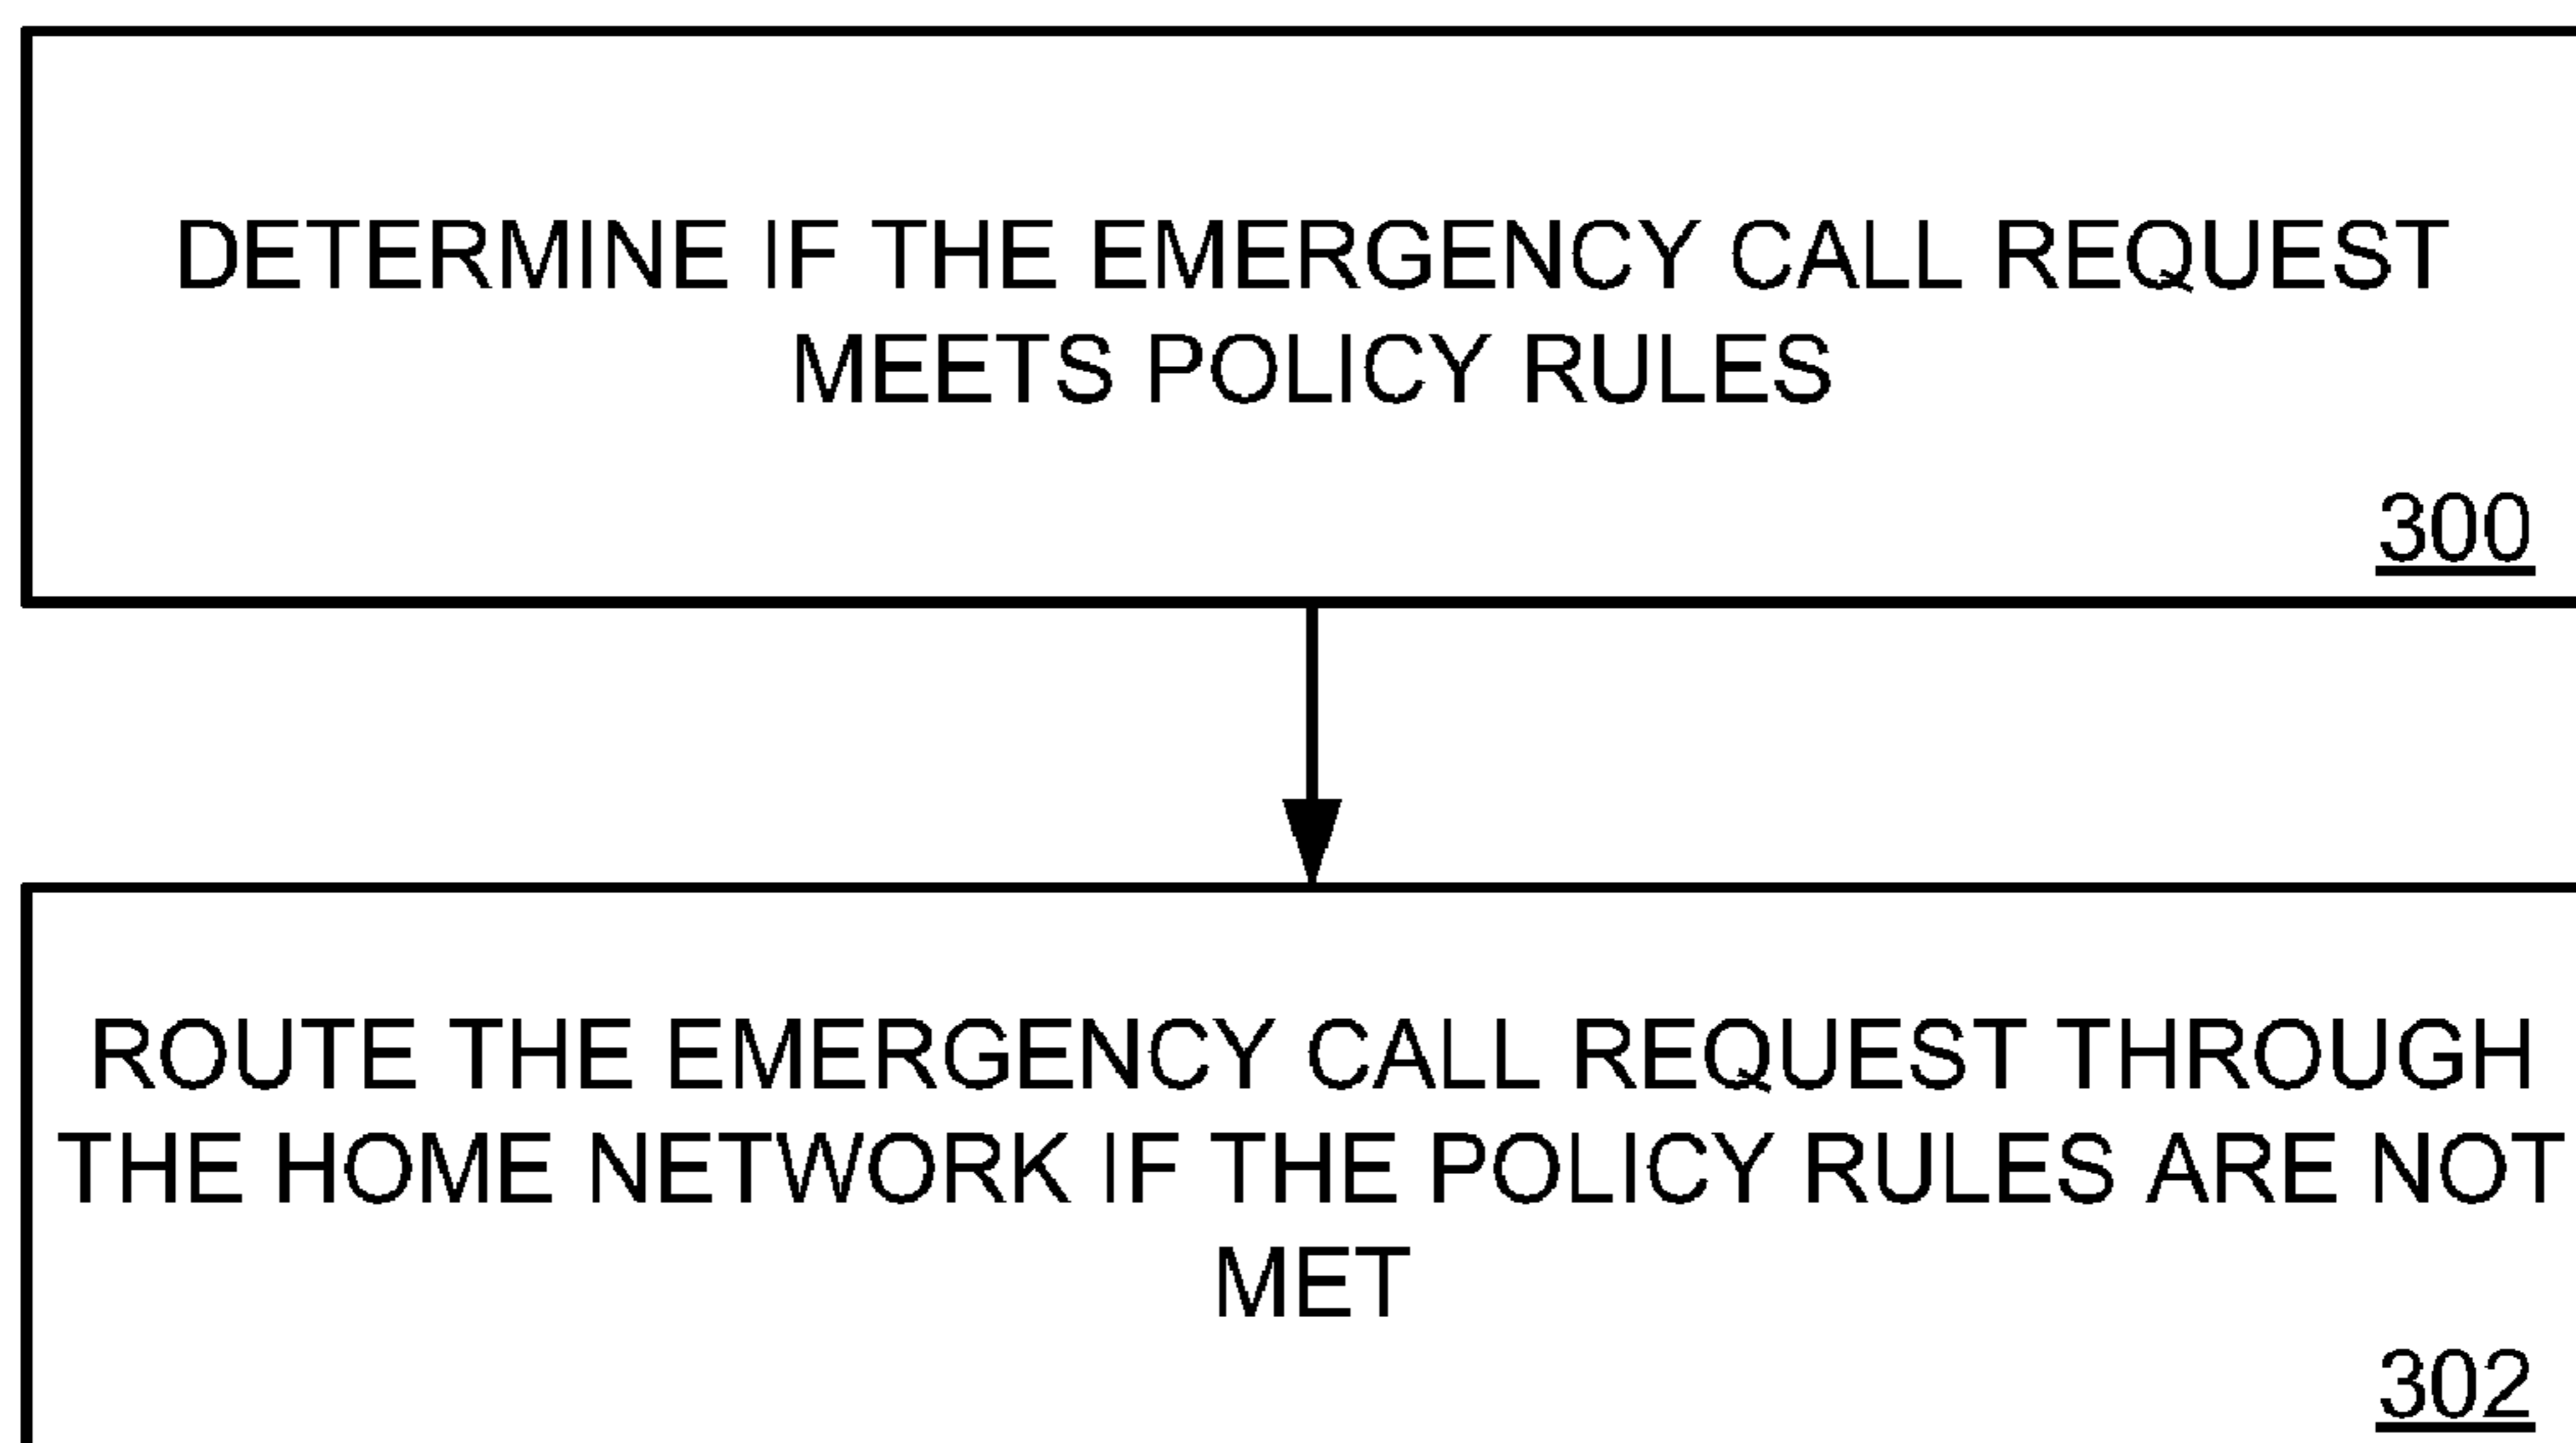 DETERMINE IF THE EMERGENCY CALL REQUEST
MEETS POLICY RULES
300
ROUTE THE EMERGENCY CALL REQUEST THROUGH
THE HOME NETWORK IF THE POLICY RULES ARE NOT
MET
302